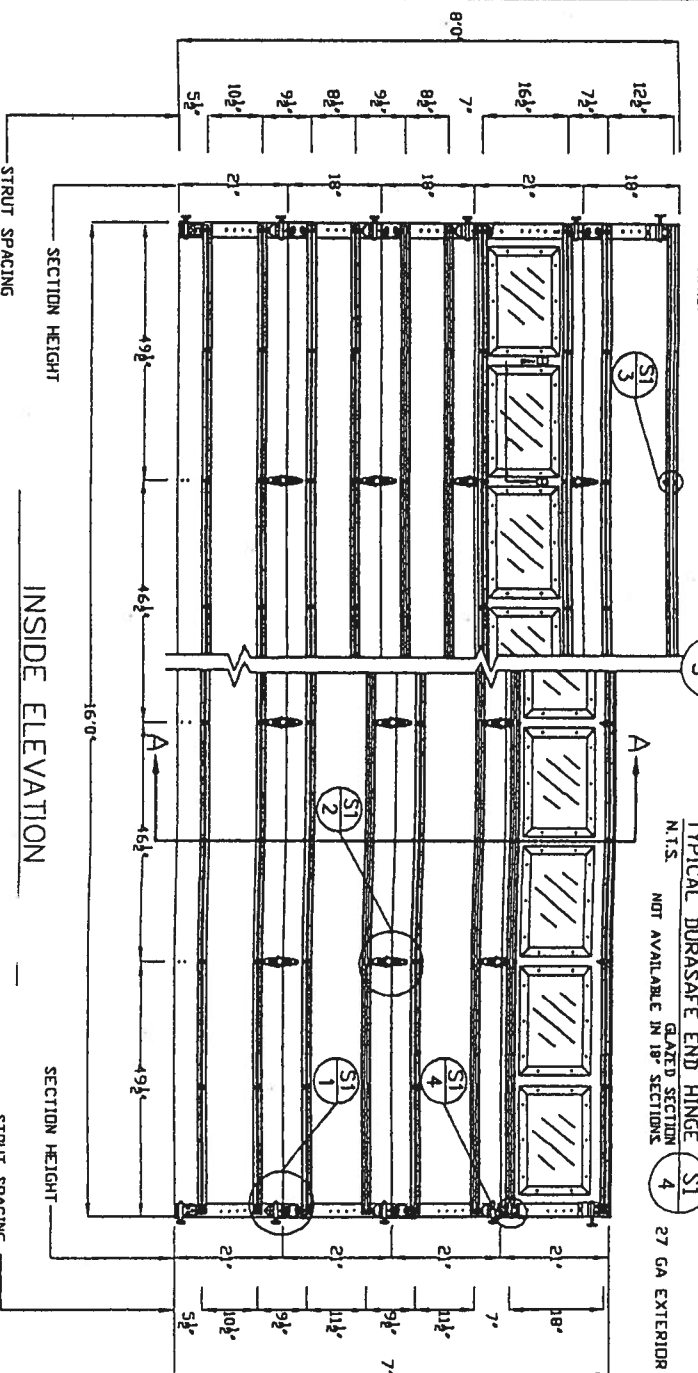 8'0"
12½"
7½"
16½"
7"
8½"
9½"
8½"
9½"
10½"
5½"
STRUT SPACING
18"
21"
18"
18"
21"
SECTION HEIGHT
49½"
46½"
46½"
49½"
16'0"
INSIDE ELEVATION
S1
3
A
A
S1
2
S1
1
S1
4
TYPICAL DURASAFE END HINGE
N.T.S.
GLAZED SECTION
NOT AVAILABLE IN 18" SECTIONS.
S1
4
27 GA EXTERIOR
SECTION HEIGHT
21"
21"
21"
21"
18"
7"
11½"
9½"
11½"
9½"
10½"
5½"
7'
STRUT SPACING